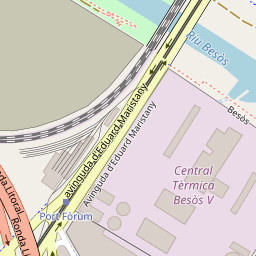 Riu Besòs
Besòs
avinguda d'Eduard Maristany
Avinguda d'Eduard Maristany
Central
Tèrmica
Besòs V
Port Fòrum
Litoral
Ronda